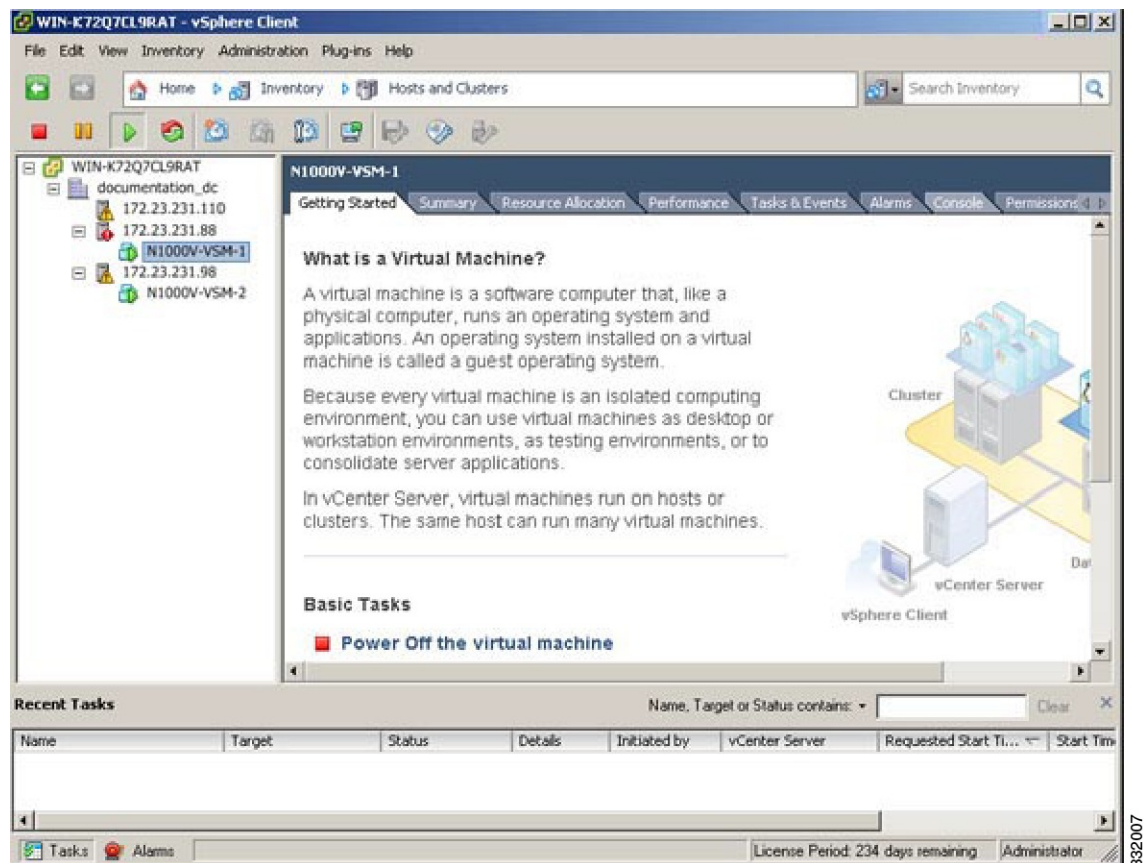 WIN-K72Q7CL9RAT - vSphere Client
File Edit View Inventory Administration Plug-ins Help
Home Inventory Hosts and Clusters
Search Inventory
WIN-K72Q7CL9RAT
documentation_dc
172.23.231.110
172.23.231.88
N1000V-VSM-1
172.23.231.98
N1000V-VSM-2
N1000V-VSM-1
Getting Started Summary Resource Allocation Performance Tasks & Events Alarms Console Permissions
What is a Virtual Machine?
A virtual machine is a software computer that, like a
physical computer, runs an operating system and
applications. An operating system installed on a virtual
machine is called a guest operating system.
Because every virtual machine is an isolated computing
environment, you can use virtual machines as desktop or
workstation environments, as testing environments, or to
consolidate server applications.
In vCenter Server, virtual machines run on hosts or
clusters. The same host can run many virtual machines.
Cluster
Da
vCenter Server
vSphere Client
Basic Tasks
Power Off the virtual machine
Recent Tasks
Name, Target or Status contains:
Clear
Name Target Status Details Initiated by vCenter Server Requested Start Ti... Start Tim
Tasks Alarms
License Period: 234 days remaining
Administrator
32007